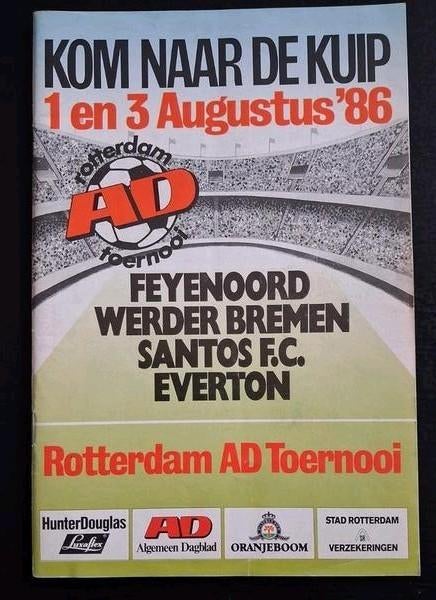 KOM NAAR DE KUIP
1 en 3 Augustus '86
rotterdam
AD
toernooi
FEYENOORD
WERDER BREMEN
SANTOS F.C.
EVERTON
Rotterdam AD Toernooi
HunterDouglas
Luxaflex
AD
Algemeen Dagblad
ORANJEBOOM
STAD ROTTERDAM
SR
VERZEKERINGEN